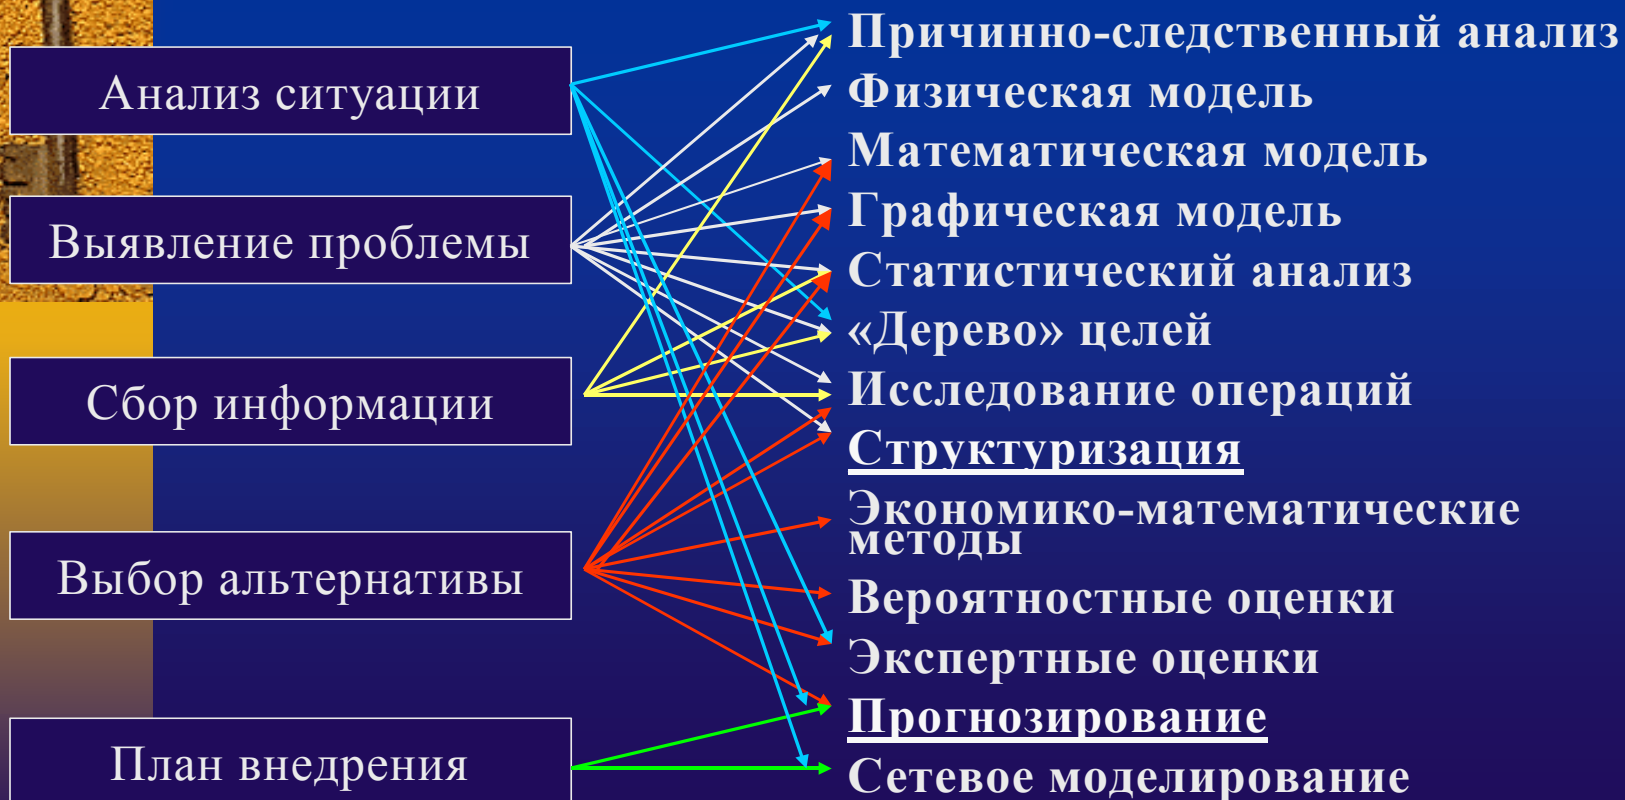 Анализ ситуации
Выявление проблемы
Сбор информации
Выбор альтернативы
План внедрения
Причинно-следственный анализ
Физическая модель
Математическая модель
Графическая модель
Статистический анализ
«Дерево» целей
Исследование операций
Структуризация
Экономико-математические
методы
Вероятностные оценки
Экспертные оценки
Прогнозирование
Сетевое моделирование